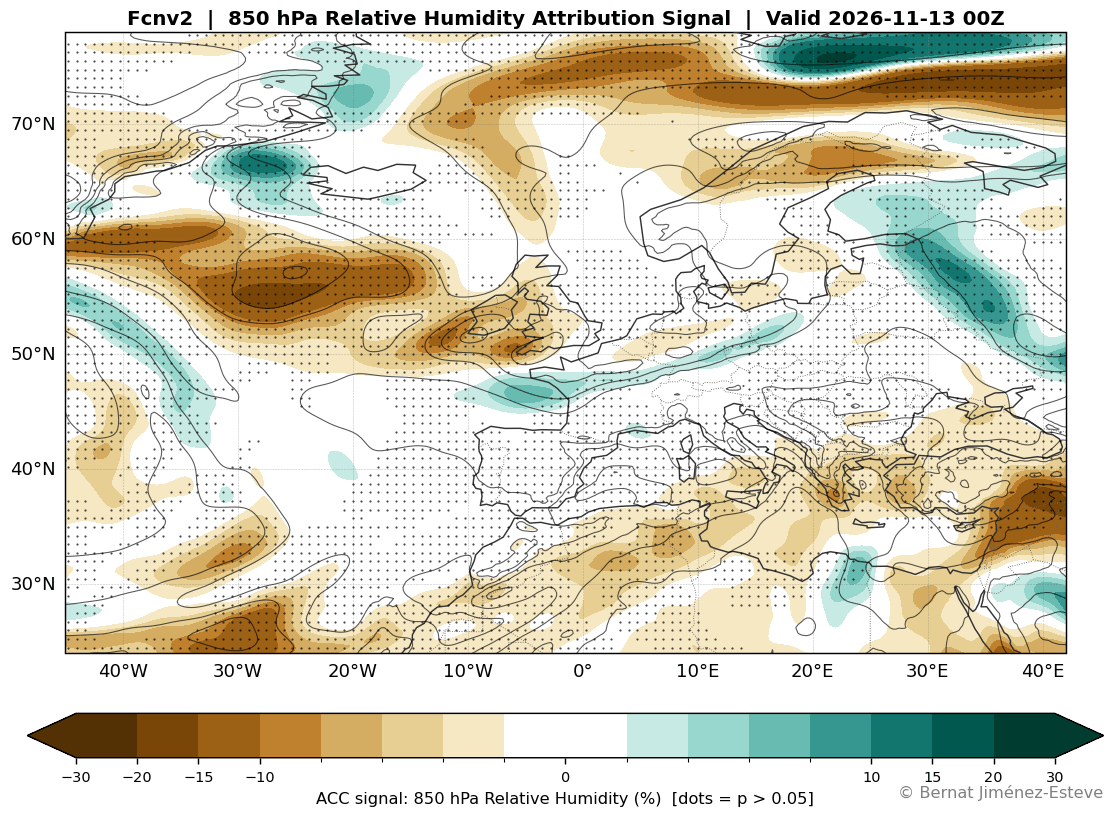 Fcnv2 | 850 hPa Relative Humidity Attribution Signal | Valid 2026-11-13 00Z
70°N
60°N
50°N
40°N
30°N
40°W 30°W 20°W 10°W 0° 10°E 20°E 30°E 40°E
−30 −20 −15 −10 0 10 15 20 30
ACC signal: 850 hPa Relative Humidity (%) [dots = p > 0.05]
© Bernat Jiménez-Esteve